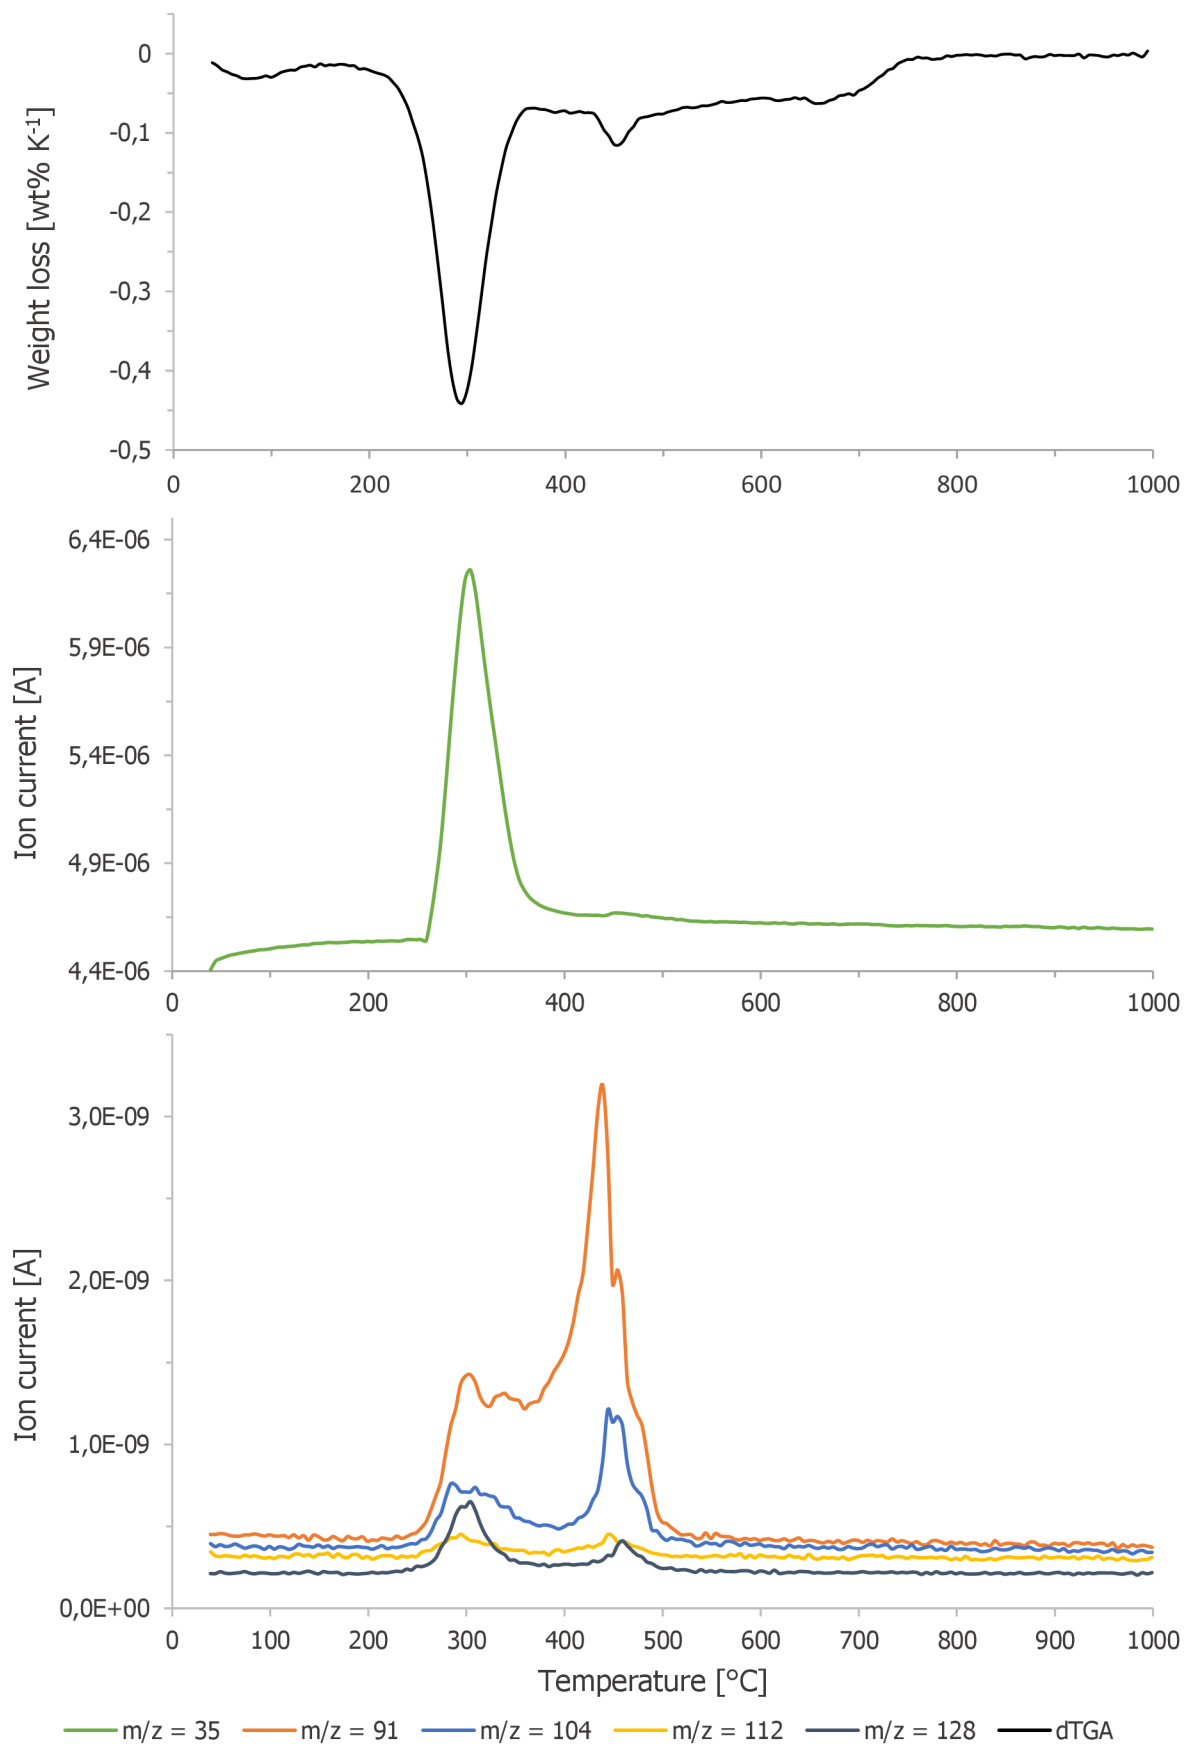 Weight loss [wt% K-1]
0
-0,1
-0,2
-0,3
-0,4
-0,5
0 200 400 600 800 1000
Ion current [A]
6,4E-06
5,9E-06
5,4E-06
4,9E-06
4,4E-06
0 200 400 600 800 1000
Ion current [A]
3,0E-09
2,0E-09
1,0E-09
0,0E+00
0 100 200 300 400 500 600 700 800 900 1000
Temperature [°C]
m/z = 35 m/z = 91 m/z = 104 m/z = 112 m/z = 128 dTGA